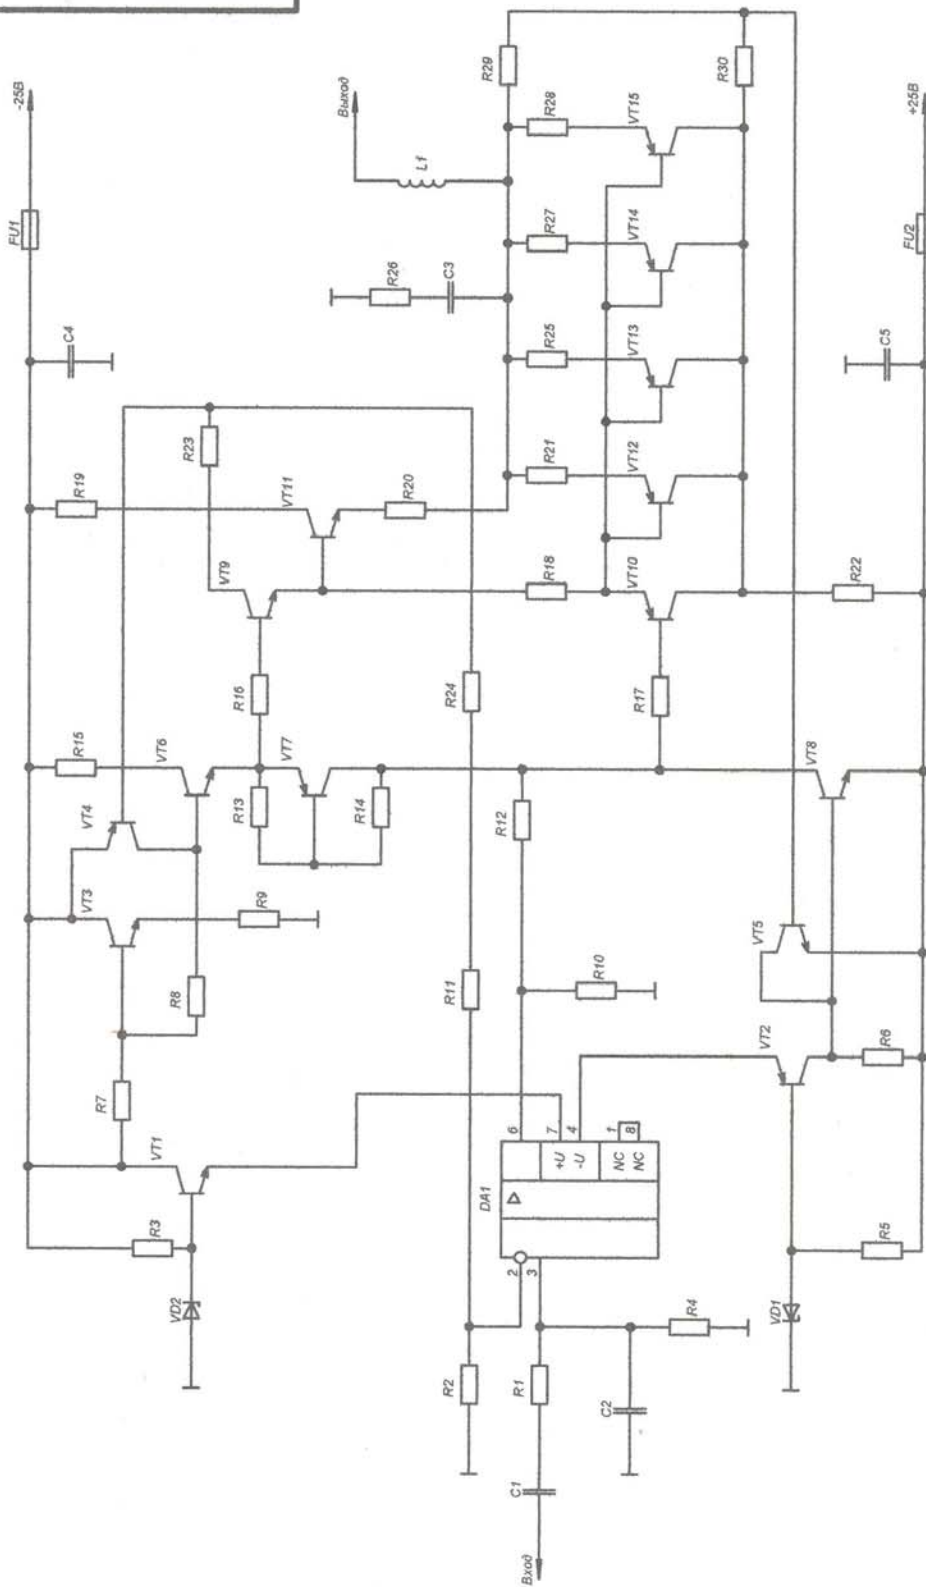 -25В
FU1
C4
Выход
L1
R29
R28
R30
VT15
R27
VT14
R26
C3
R25
VT13
R23
R21
VT12
R19
VT11
R20
VT9
R18
VT10
R22
+25В
FU2
C5
R16
R24
R17
R15
VT6
VT7
R13
R14
R12
VT8
VT4
VT3
R9
R8
R11
R10
VT5
VT2
R6
R7
VT1
6
7
4
1
8
+U
-U
NC
NC
DA1
2
3
R3
VD2
R5
VD1
R4
R2
R1
C2
C1
Вход